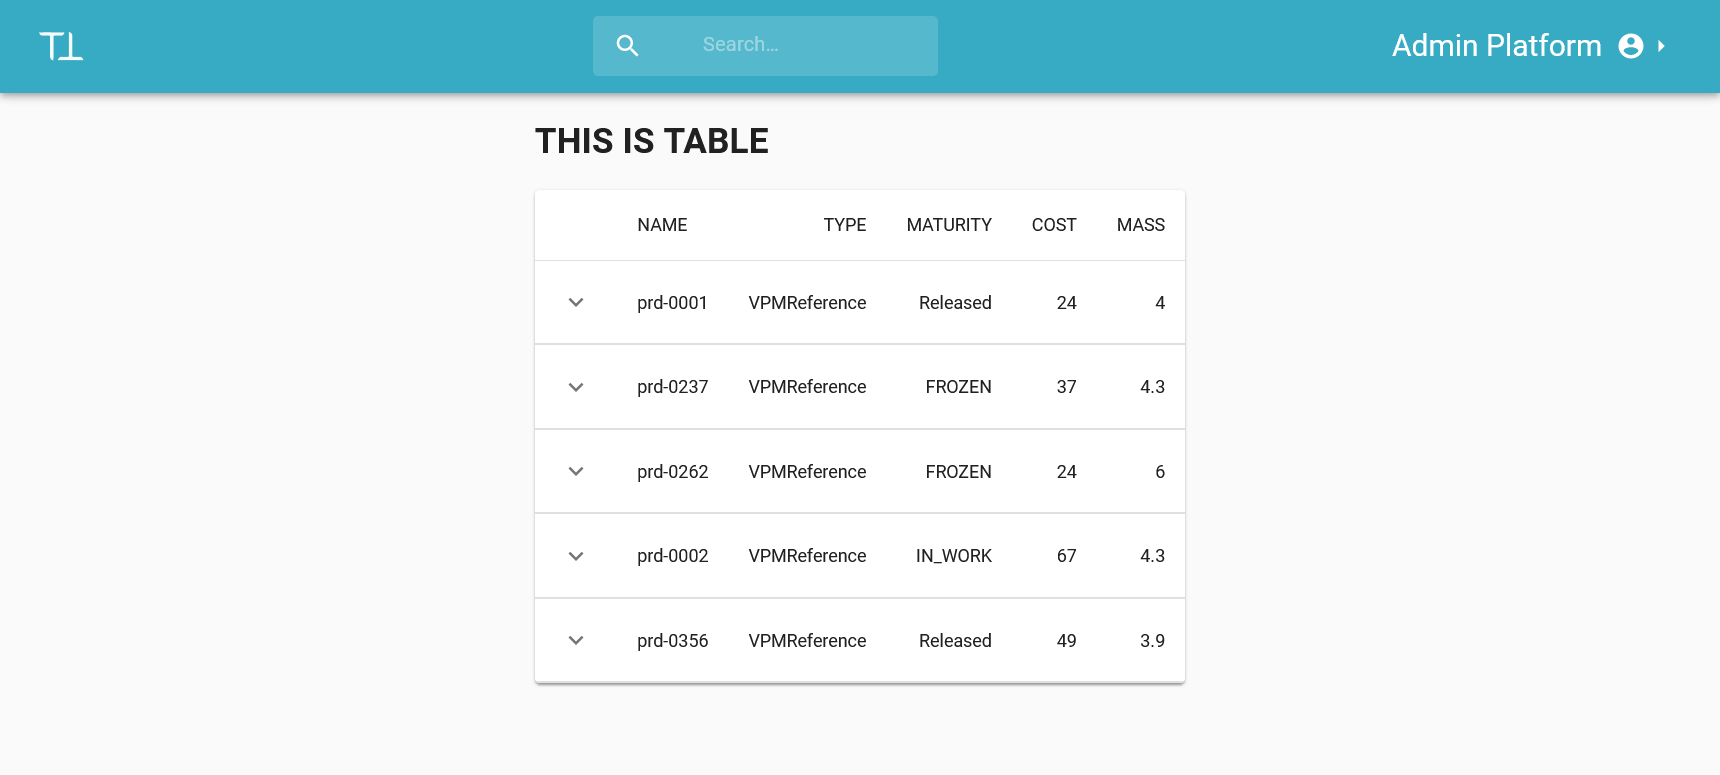 Search…
Admin Platform
THIS IS TABLE
NAME TYPE MATURITY COST MASS
prd-0001 VPMReference Released 24 4
prd-0237 VPMReference FROZEN 37 4.3
prd-0262 VPMReference FROZEN 24 6
prd-0002 VPMReference IN_WORK 67 4.3
prd-0356 VPMReference Released 49 3.9